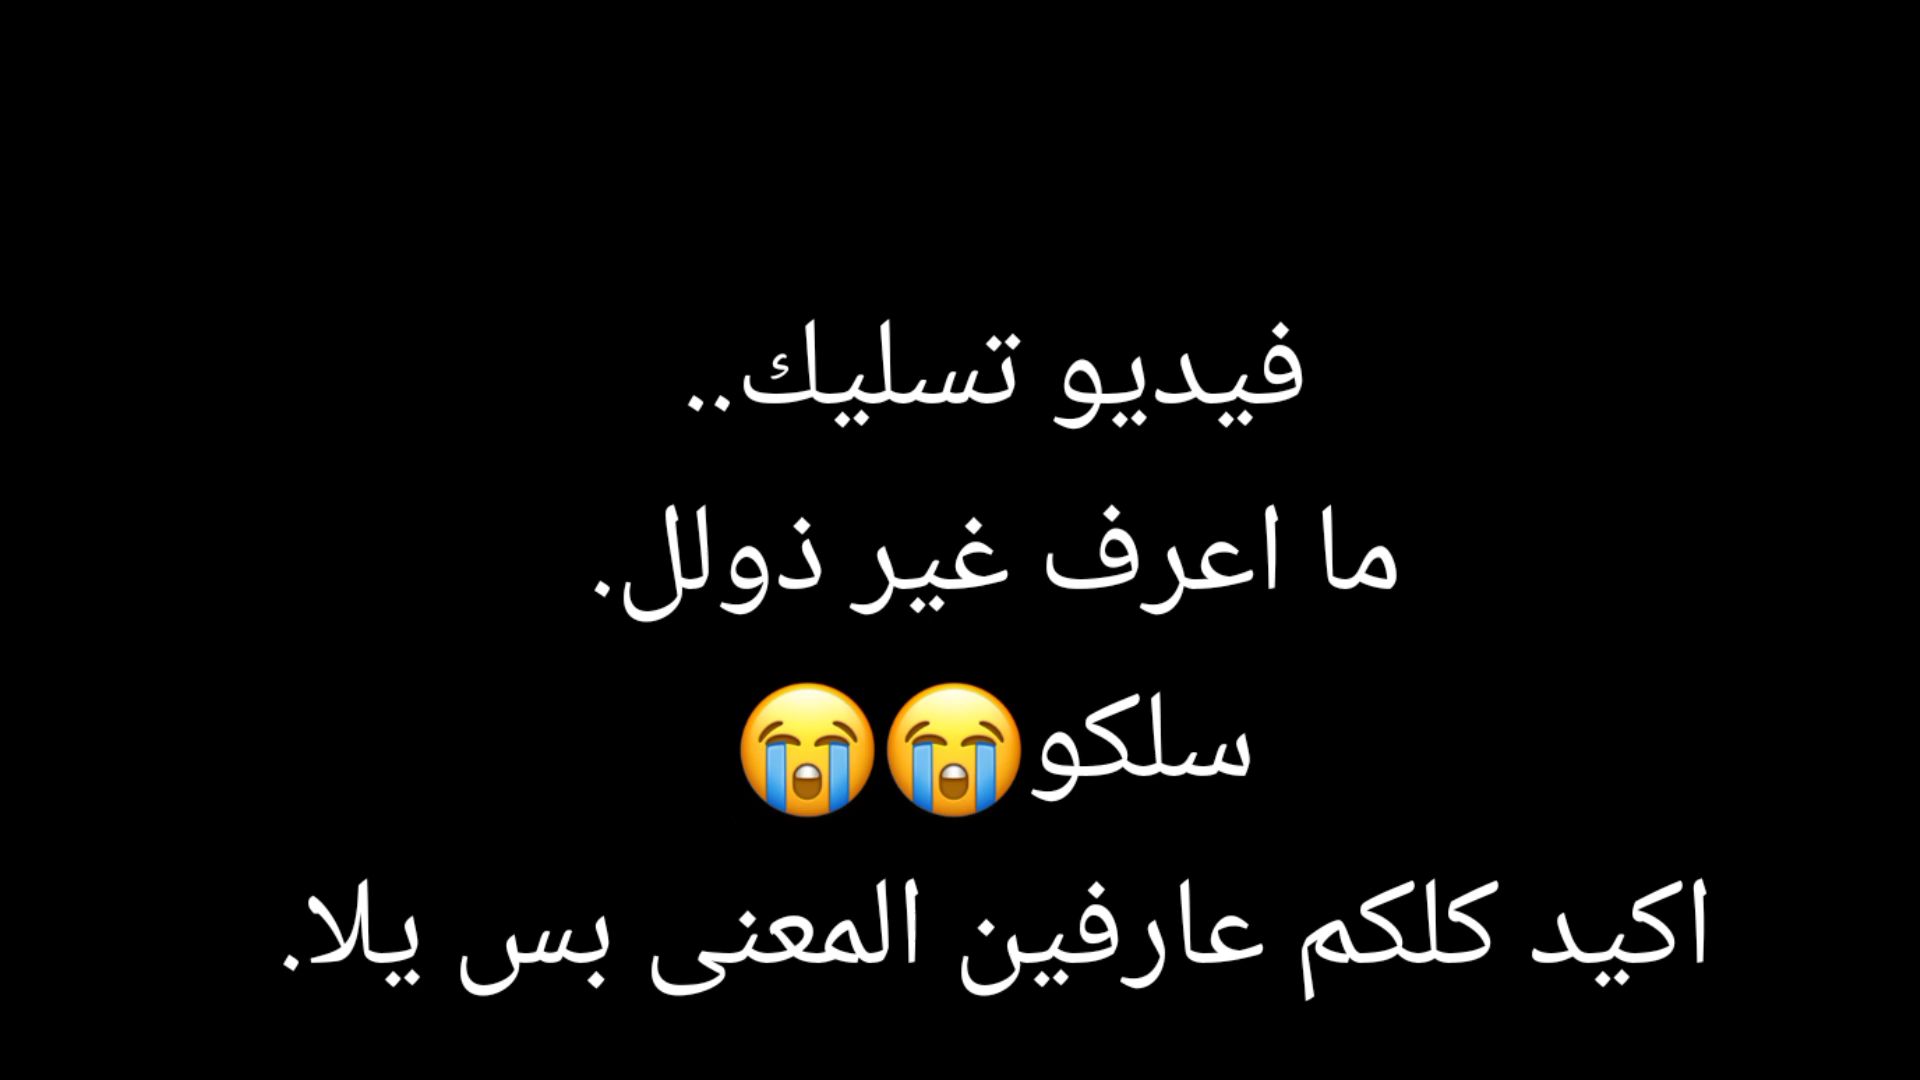 فيديو تسليك..
ما اعرف غير ذولل.
سلكو😭😭
اكيد كلكم عارفين المعنى بس يلا.